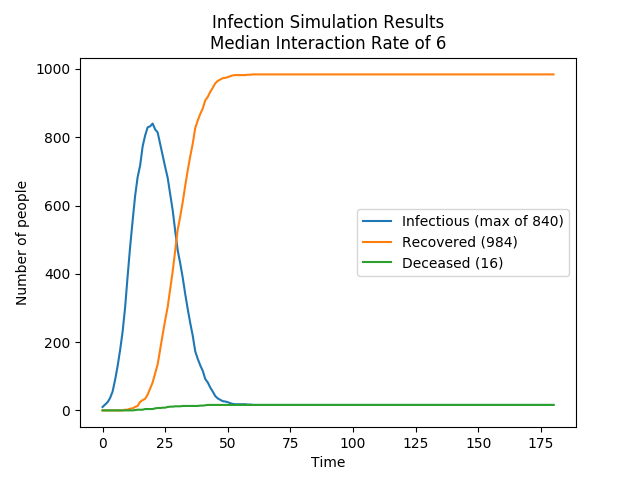 Infection Simulation Results
Median Interaction Rate of 6
1000
800
600
400
200
0
Number of people
Infectious (max of 840)
Recovered (984)
Deceased (16)
0 25 50 75 100 125 150 175
Time